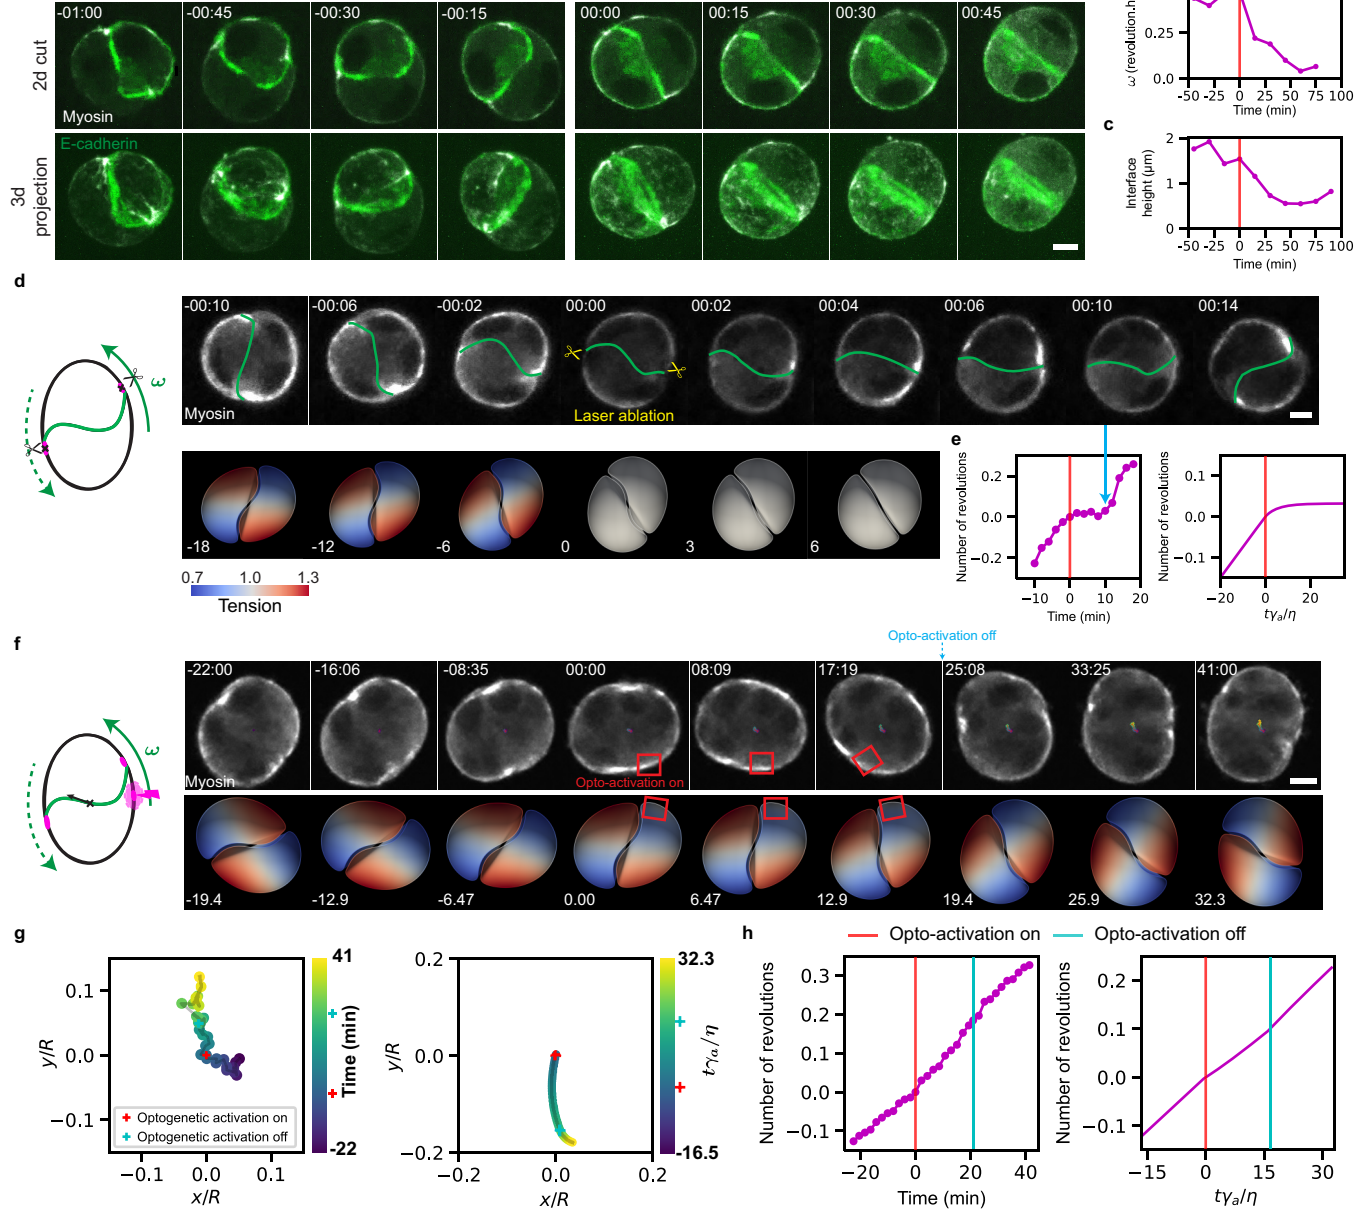 -01:00 -00:45 -00:30 -00:15 00:00 00:15 00:30 00:45
2d cut
Myosin
E-cadherin
3d
projection
ω (revolution.h
0.25
0.0
-50 -25 0 25 50 75 100
Time (min)
c
Interface
height (µm)
2
1
0
-50 -25 0 25 50 75 100
Time (min)
d
ω
-00:10 -00:06 -00:02 00:00 00:02 00:04 00:06 00:10 00:14
Myosin
Laser ablation
-18 -12 -6 0 3 6
0.7 1.0 1.3
Tension
e
Number of revolutions
0.2
0.0
−0.2
−10 0 10 20
Time (min)
Number of revolutions
0.1
0.0
−0.1
−20 0 20
tγa/η
f
Opto-activation off
ω
-22:00 -16:06 -08:35 00:00 08:09 17:19 25:08 33:25 41:00
Myosin
Opto-activation on
-19.4 -12.9 -6.47 0.00 6.47 12.9 19.4 25.9 32.3
g
y/R
0.1
0.0
−0.1
Optogenetic activation on
Optogenetic activation off
−0.1 0.0 0.1
x/R
41
Time (min)
-22
y/R
0.2
0.0
−0.2
−0.2 0.0 0.2
x/R
32.3
tγa/η
-16.5
h
Opto-activation on Opto-activation off
Number of revolutions
0.3
0.2
0.1
0.0
−0.1
−20 0 20 40
Time (min)
Number of revolutions
0.2
0.1
0.0
−0.1
−15 0 15 30
tγa/η